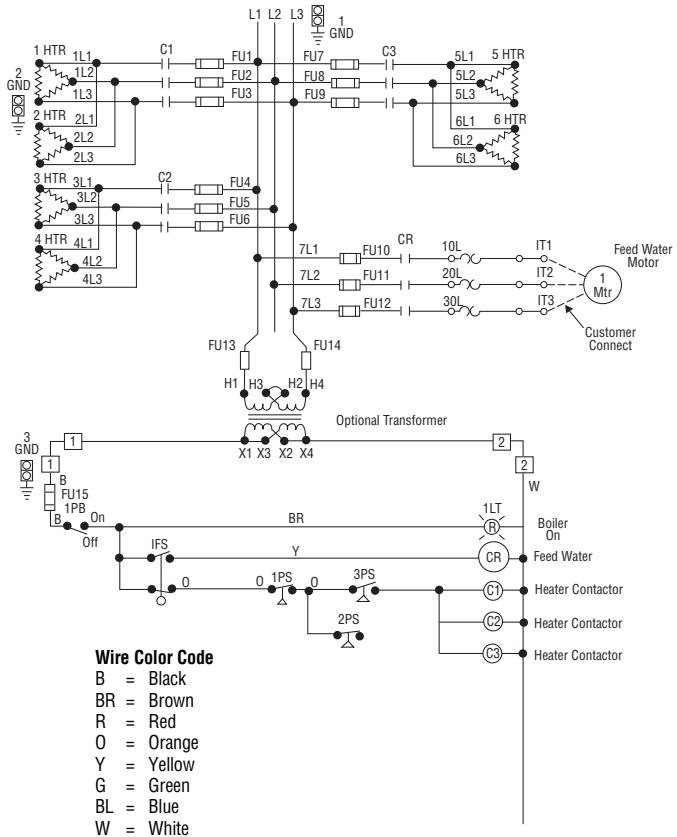 L1 L2 L3
1
GND
1 HTR 1L1 C1 FU1 FU7 C3 5L1 5 HTR
2
GND
1L2 FU2 FU8 5L2
1L3 FU3 FU9 5L3
2 HTR 2L1 6L1 6 HTR
2L2 6L2
2L3 6L3
3 HTR 3L1 C2 FU4
3L2 FU5
3L3 FU6
4 HTR 4L1
4L2
4L3
7L1 FU10 CR 10L IT1
Feed Water
Motor
7L2 FU11 20L IT2
1
Mtr
7L3 FU12 30L IT3
Customer
Connect
FU13 FU14
H1 H3 H2 H4
Optional Transformer
X1 X3 X2 X4
3
GND
1 2
1 2
B W
FU15
1PB
B On
Off
BR
1LT
R
Boiler
On
IFS Y CR Feed Water
O O 1PS O 3PS C1 Heater Contactor
2PS C2 Heater Contactor
C3 Heater Contactor
Wire Color Code
B = Black
BR = Brown
R = Red
O = Orange
Y = Yellow
G = Green
BL = Blue
W = White